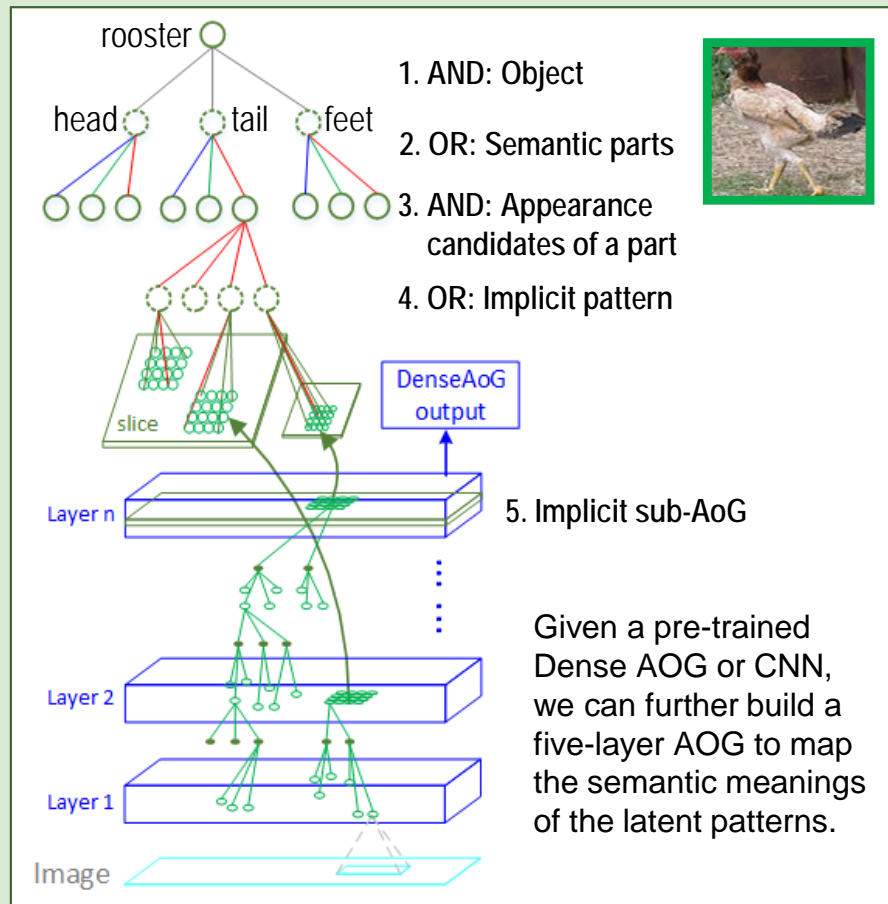 rooster
head
tail
feet
1. AND: Object
2. OR: Semantic parts
3. AND: Appearance
candidates of a part
4. OR: Implicit pattern
DenseAoG
output
slice
Layer n
5. Implicit sub-AoG
Given a pre-trained
Dense AOG or CNN,
we can further build a
five-layer AOG to map
the semantic meanings
of the latent patterns.
Layer 2
Layer 1
Image